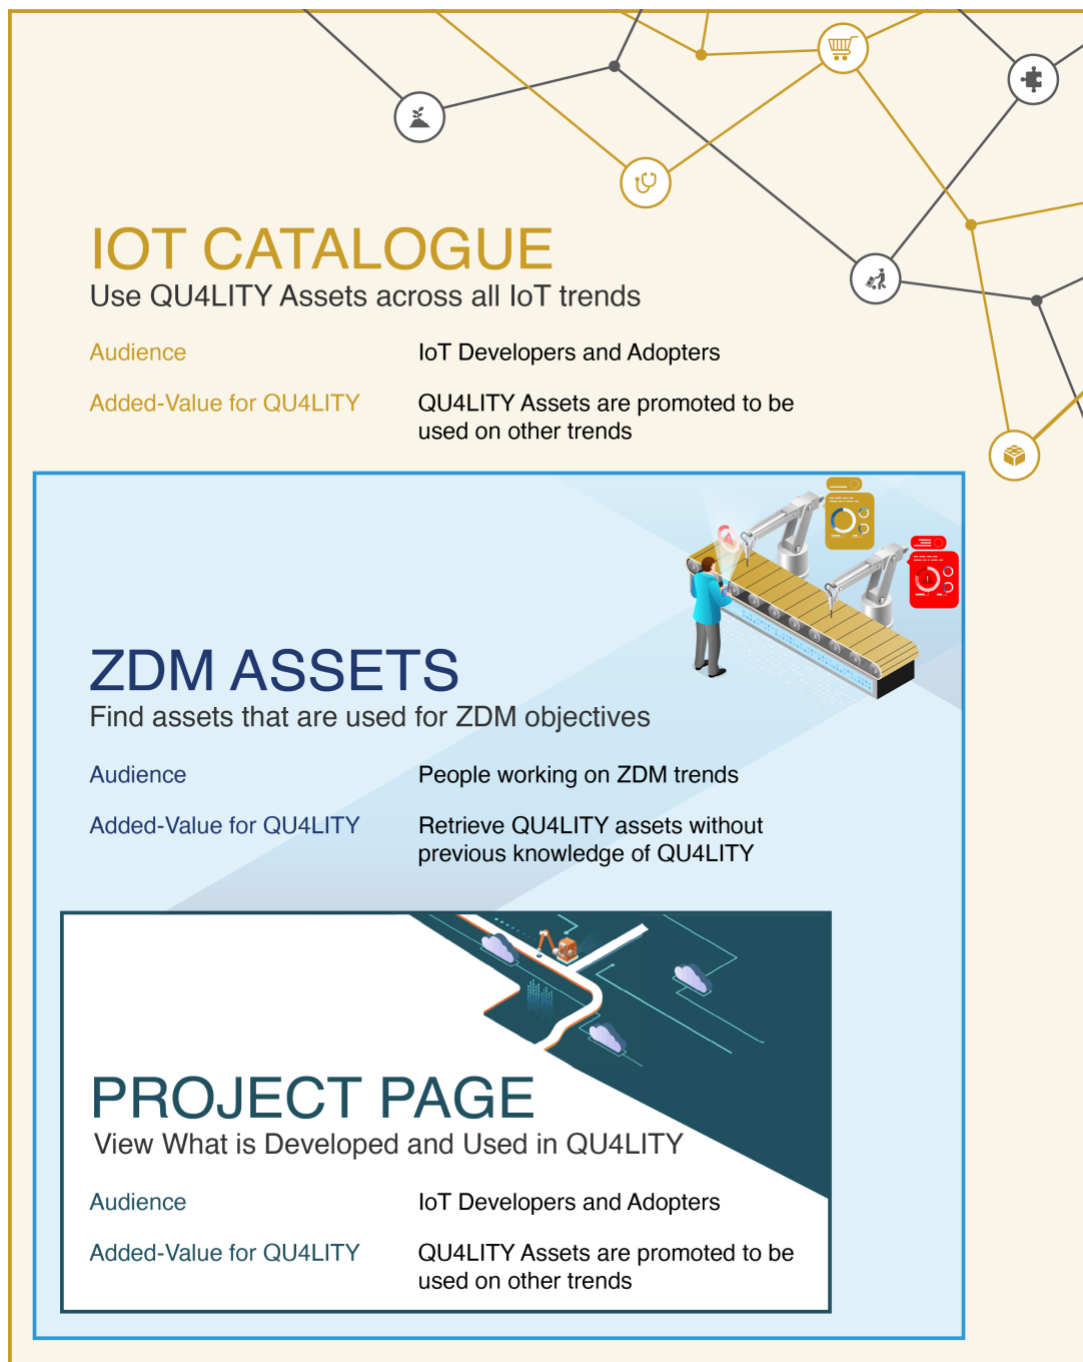 IOT CATALOGUE
Use QU4LITY Assets across all IoT trends
Audience
IoT Developers and Adopters
Added-Value for QU4LITY
QU4LITY Assets are promoted to be
used on other trends
ZDM ASSETS
Find assets that are used for ZDM objectives
Audience
People working on ZDM trends
Added-Value for QU4LITY
Retrieve QU4LITY assets without
previous knowledge of QU4LITY
PROJECT PAGE
View What is Developed and Used in QU4LITY
Audience
IoT Developers and Adopters
Added-Value for QU4LITY
QU4LITY Assets are promoted to be
used on other trends